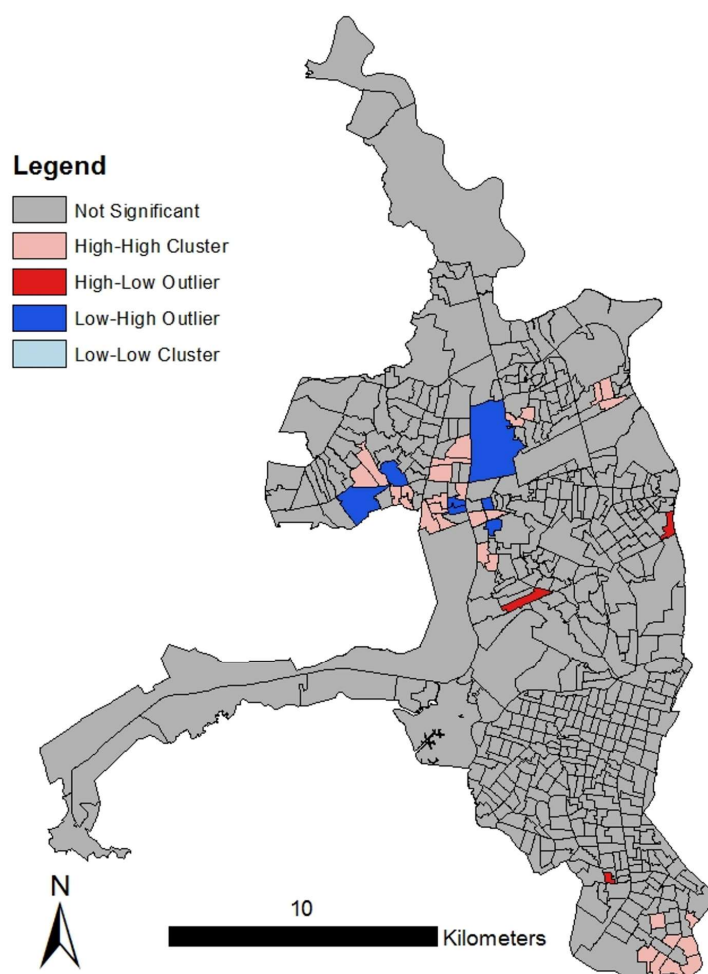 Legend
Not Significant
High-High Cluster
High-Low Outlier
Low-High Outlier
Low-Low Cluster
N
10
Kilometers